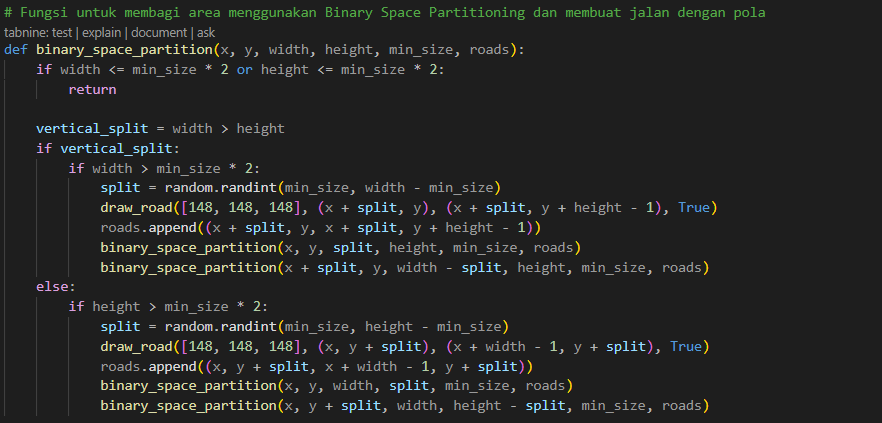 # Fungsi untuk membagi area menggunakan Binary Space Partitioning dan membuat jalan dengan pola
tabnine: test | explain | document | ask
def binary_space_partition(x, y, width, height, min_size, roads):
    if width <= min_size * 2 or height <= min_size * 2:
        return

    vertical_split = width > height
    if vertical_split:
        if width > min_size * 2:
            split = random.randint(min_size, width - min_size)
            draw_road([148, 148, 148], (x + split, y), (x + split, y + height - 1), True)
            roads.append((x + split, y, x + split, y + height - 1))
            binary_space_partition(x, y, split, height, min_size, roads)
            binary_space_partition(x + split, y, width - split, height, min_size, roads)
    else:
        if height > min_size * 2:
            split = random.randint(min_size, height - min_size)
            draw_road([148, 148, 148], (x, y + split), (x + width - 1, y + split), True)
            roads.append((x, y + split, x + width - 1, y + split))
            binary_space_partition(x, y, width, split, min_size, roads)
            binary_space_partition(x, y + split, width, height - split, min_size, roads)